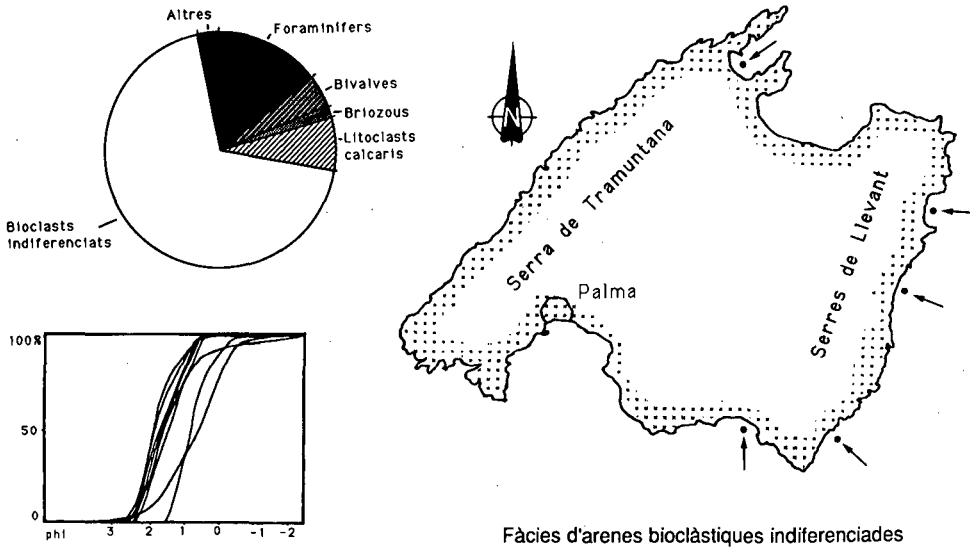 Altres
Foraminífers
Bivalves
Briozous
Litoclasts
calcaris
Bioclasts
indiferenciats
100%
50
0
phi 3 2 1 0 -1 -2
N
Serra de Tramuntana
Palma
Serres de Llevant
Fàcies d'arenes bioclàstiques indiferenciades